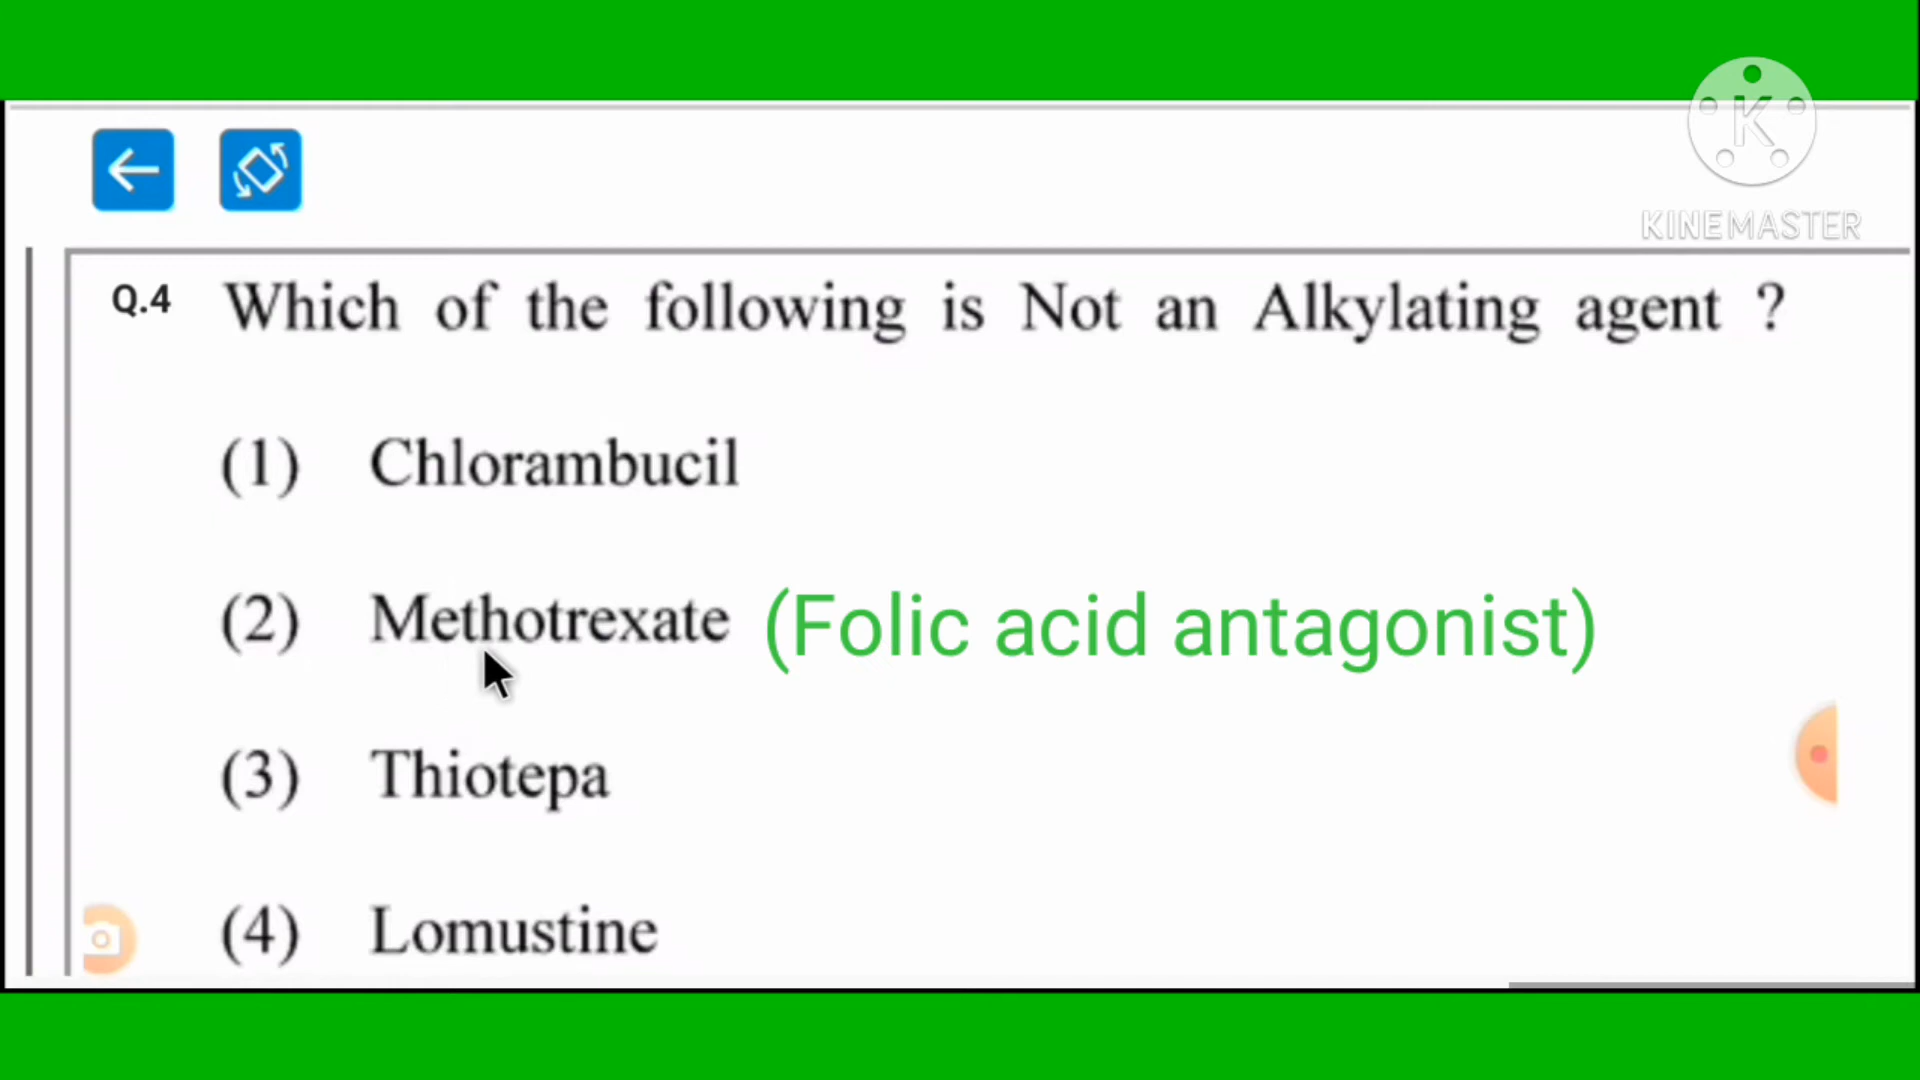 K
KINEMASTER
Q.4 Which of the following is Not an Alkylating agent ?
(1) Chlorambucil
(2) Methotrexate (Folic acid antagonist)
(3) Thiotepa
(4) Lomustine